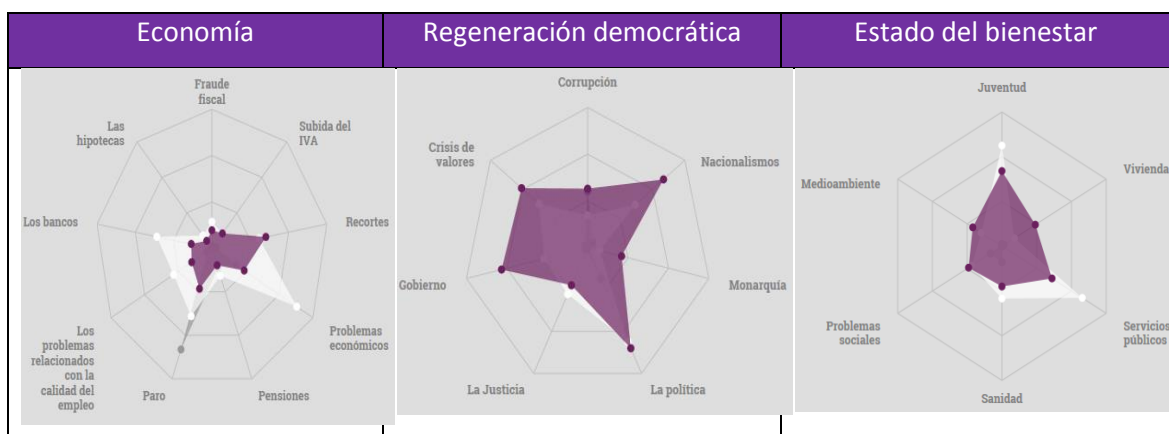 Economía
Regeneración democrática
Estado del bienestar
Fraude
fiscal
Las
hipotecas
Subida del
IVA
Los bancos
Recortes
Los
problemas
relacionados
con la
calidad del
empleo
Problemas
económicos
Paro
Pensiones
Corrupción
Crisis de
valores
Nacionalismos
Gobierno
Monarquía
La Justicia
La política
Juventud
Medioambiente
Vivienda
Problemas
sociales
Servicios
públicos
Sanidad